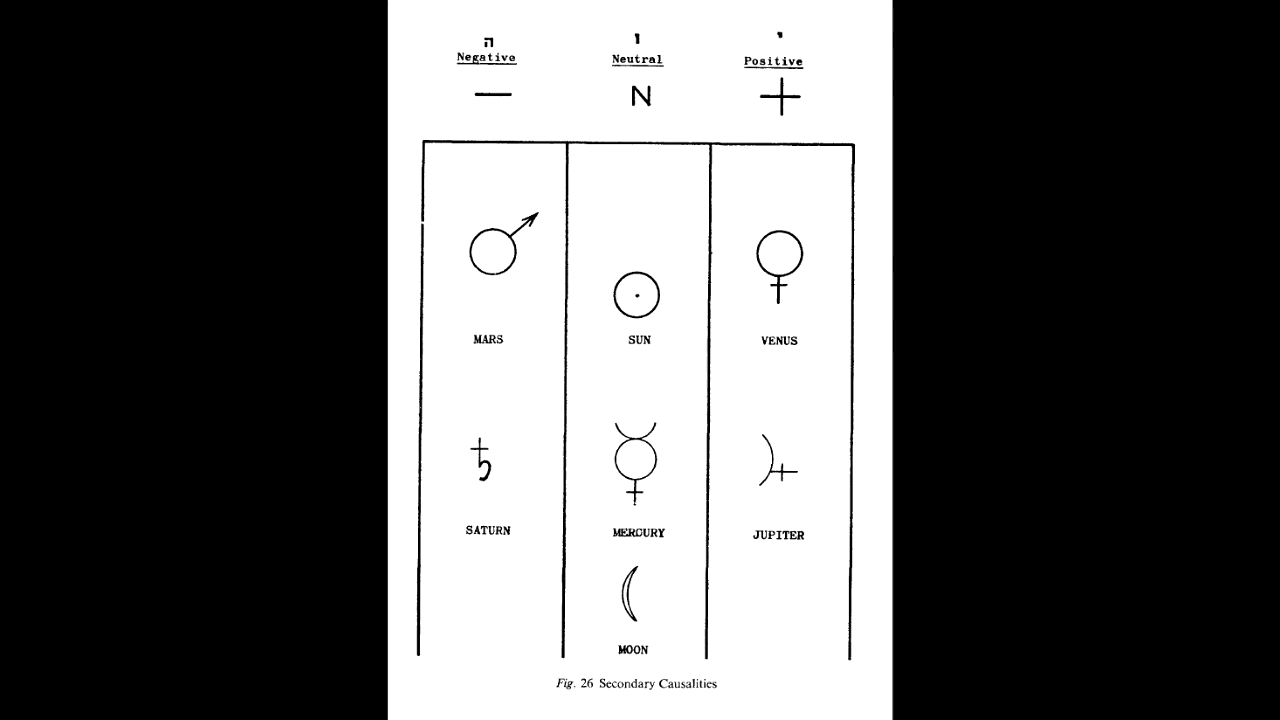 ה ו י
Negative Neutral Positive
— N +
MARS SUN VENUS
SATURN MERCURY JUPITER
MOON
Fig. 26 Secondary Causalities